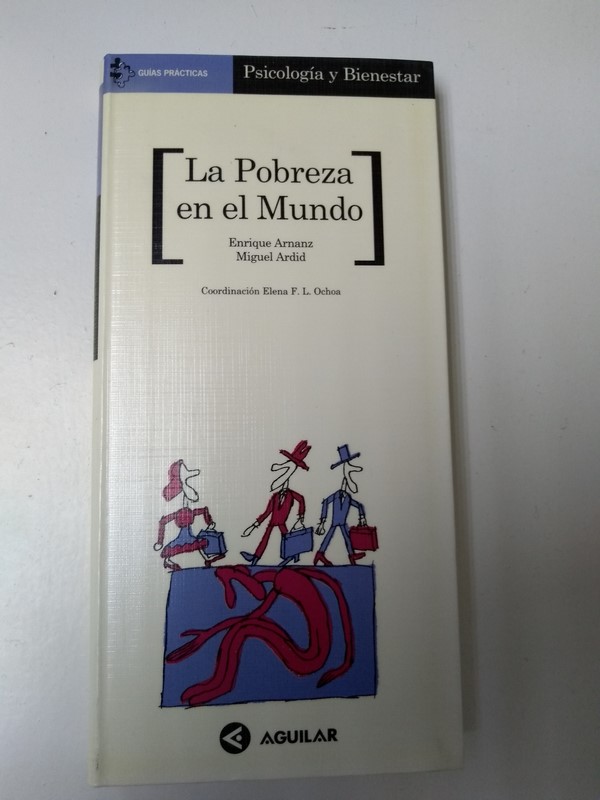 GUÍAS PRÁCTICAS
Psicología y Bienestar
La Pobreza
en el Mundo
Enrique Arnanz
Miguel Ardid
Coordinación Elena F. L. Ochoa
AGUILAR